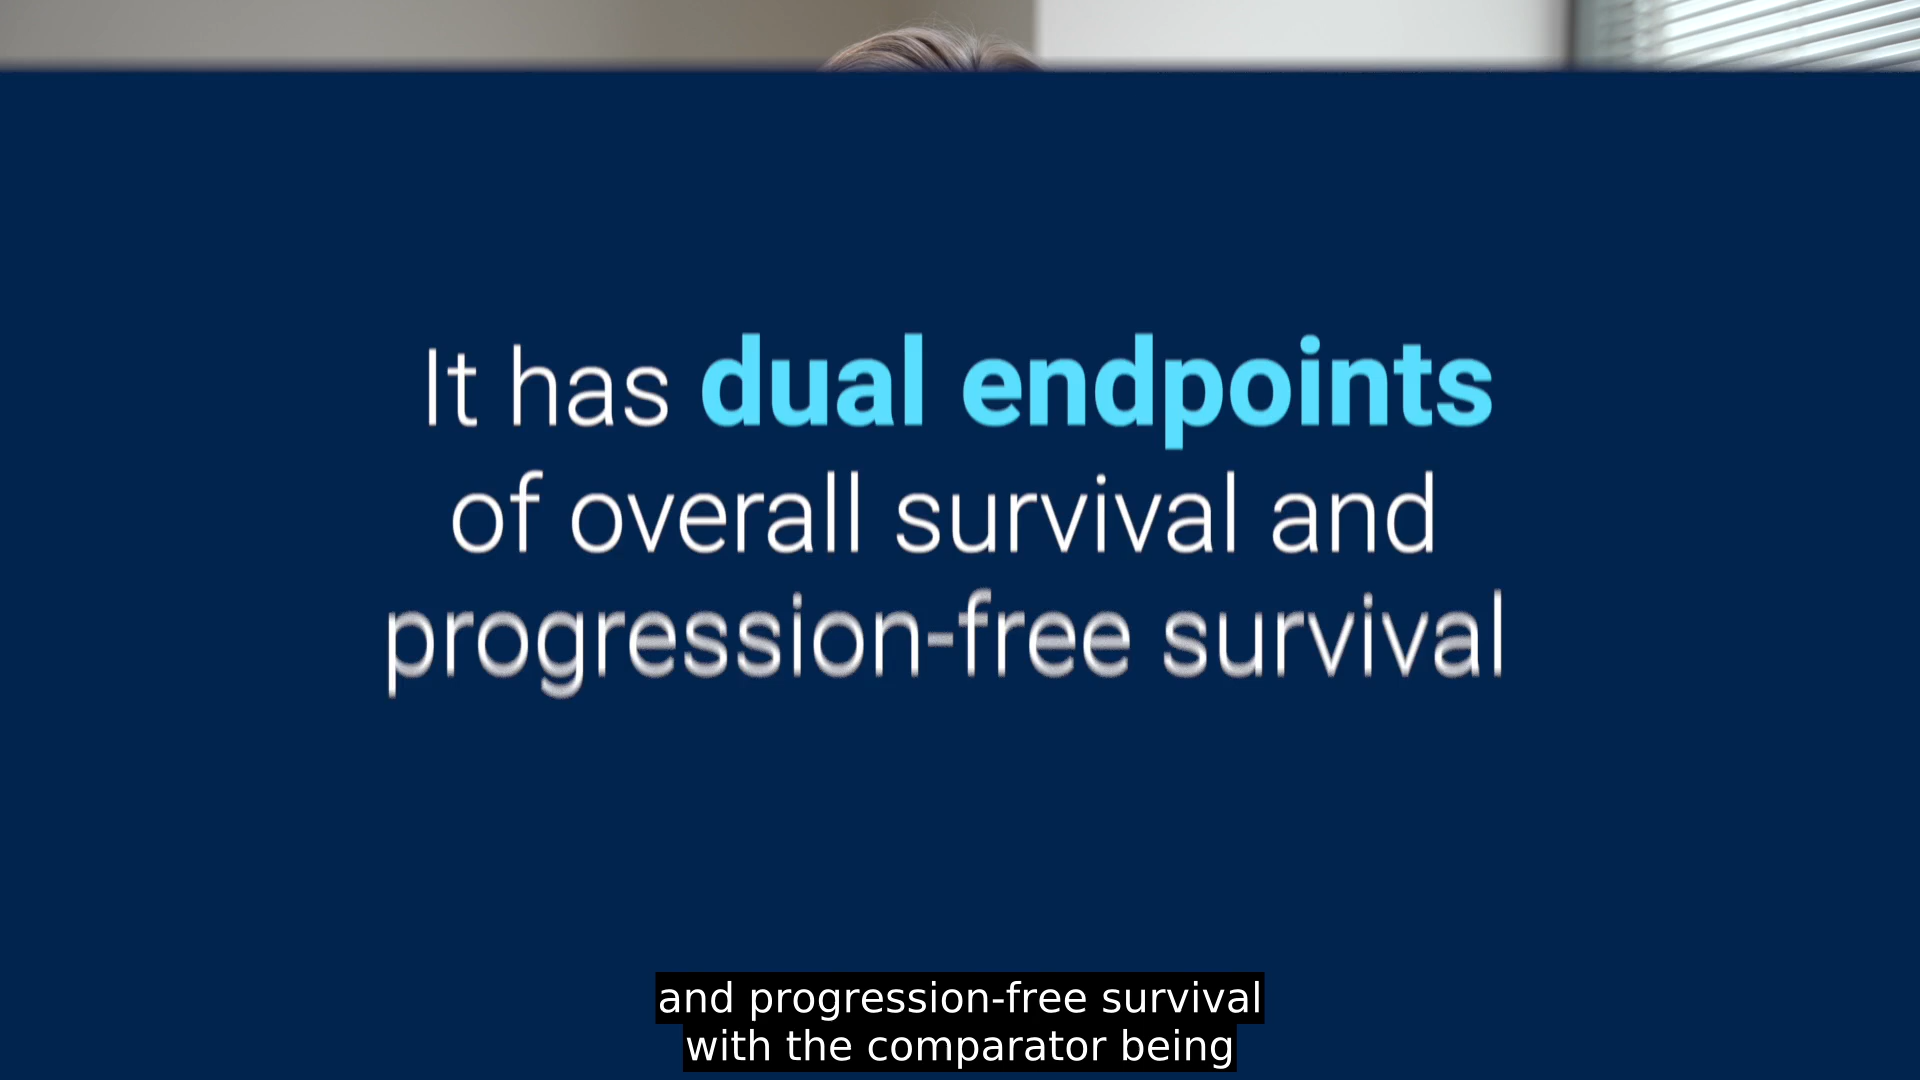 It has dual endpoints
of overall survival and
progression-free survival
and progression-free survival
with the comparator being